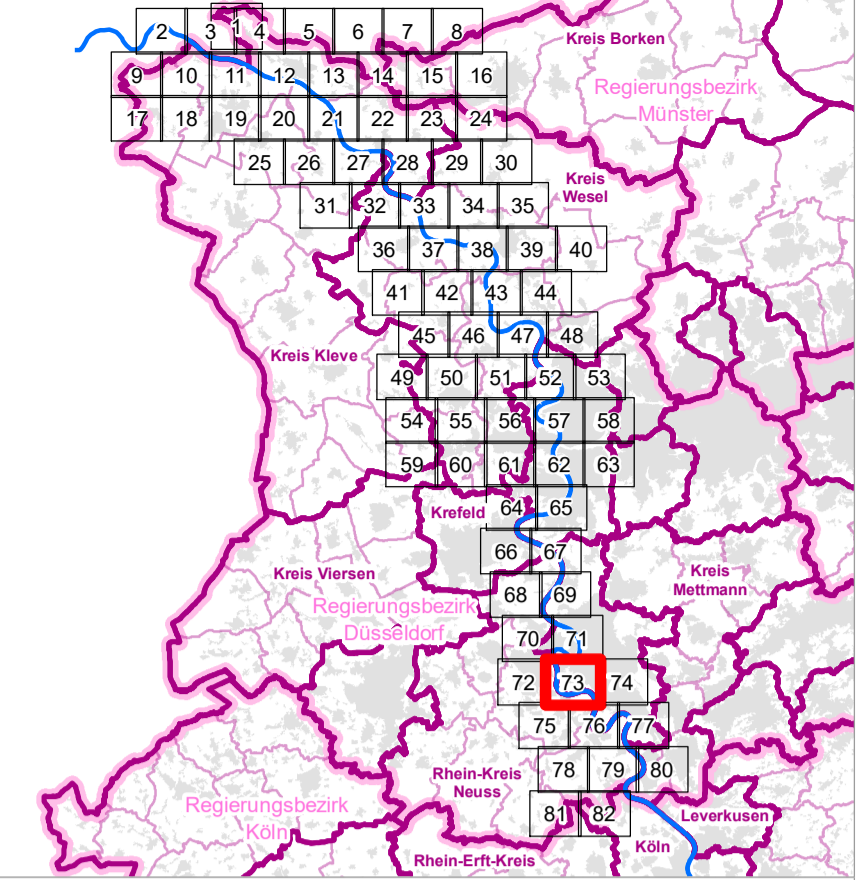 1
2 3 4 5 6 7 8
Kreis Borken
9 10 11 12 13 14 15 16
Regierungsbezirk
Münster
17 18 19 20 21 22 23 24
25 26 27 28 29 30
Kreis
Wesel
31 32 33 34 35
36 37 38 39 40
41 42 43 44
45 46 47 48
Kreis Kleve
49 50 51 52 53
54 55 56 57 58
59 60 61 62 63
Krefeld
64 65
66 67
Kreis Viersen
Kreis
Mettmann
68 69
Regierungsbezirk
Düsseldorf
70 71
72 73 74
75 76 77
78 79 80
Rhein-Kreis
Neuss
Regierungsbezirk
Köln
81 82
Leverkusen
Köln
Rhein-Erft-Kreis